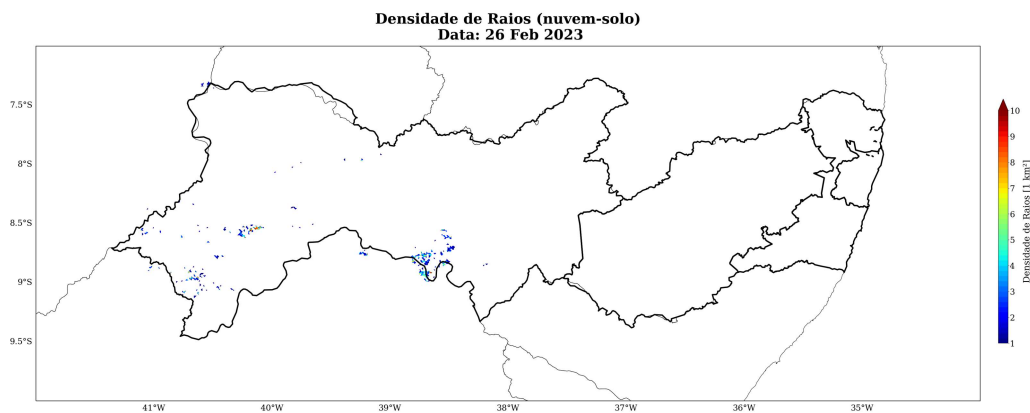 Densidade de Raios (nuvem-solo)
Data: 26 Feb 2023
7.5°S
8°S
8.5°S
9°S
9.5°S
41°W
40°W
39°W
38°W
37°W
36°W
35°W
10
9
8
7
6
5
4
3
2
1
Densidade de Raios [1 km²]